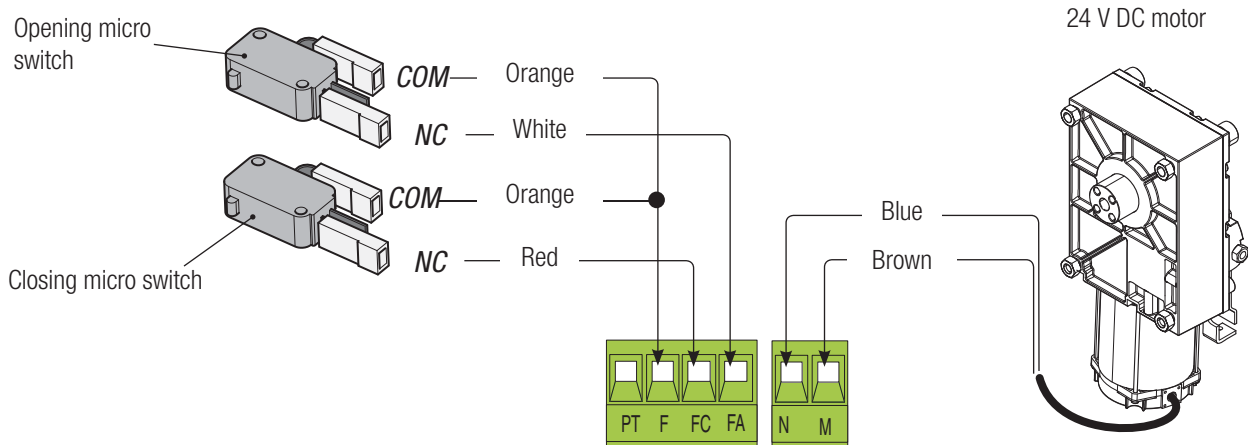 Opening micro
switch
COM
Orange
NC
White
COM
Orange
NC
Red
Closing micro switch
24 V DC motor
Blue
Brown
PT F FC FA
N M